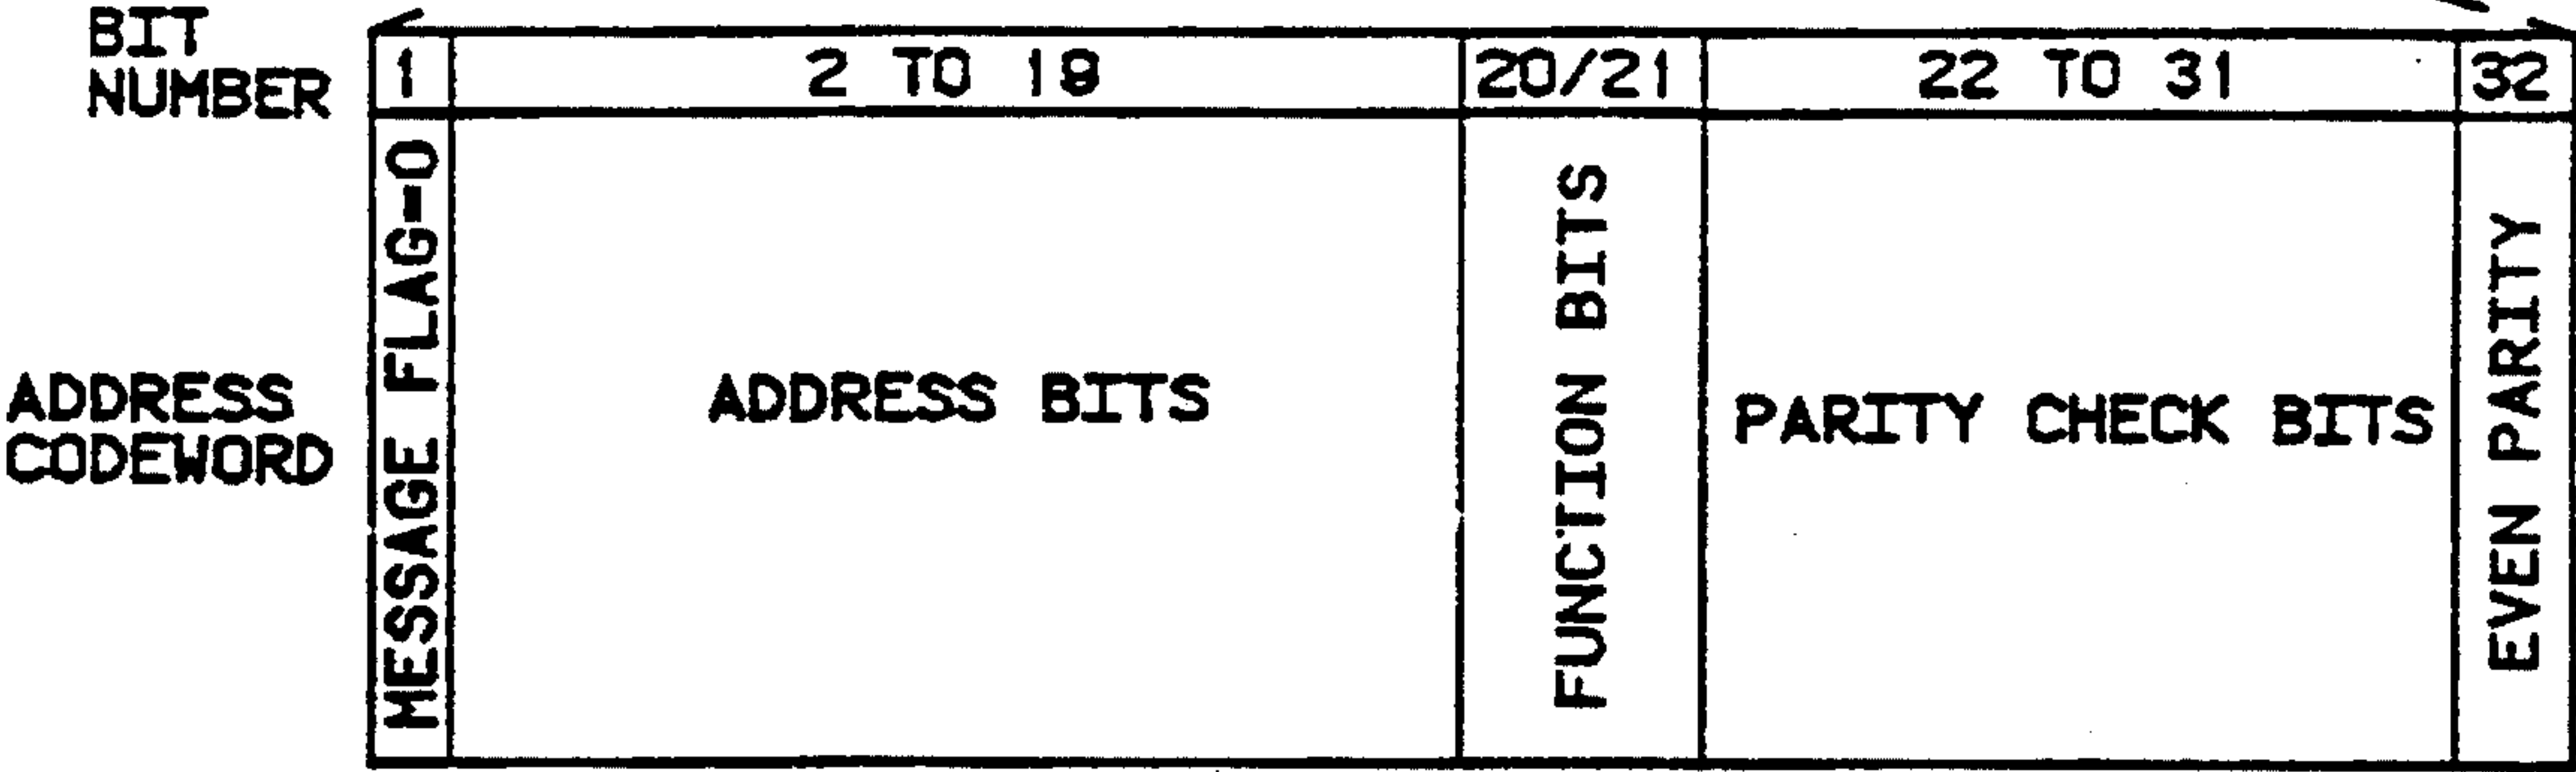 BIT
NUMBER
1
2 TO 19
20/21
22 TO 31
32
ADDRESS
CODEWORD
MESSAGE FLAG=0
ADDRESS BITS
FUNCTION BITS
PARITY CHECK BITS
EVEN PARITY